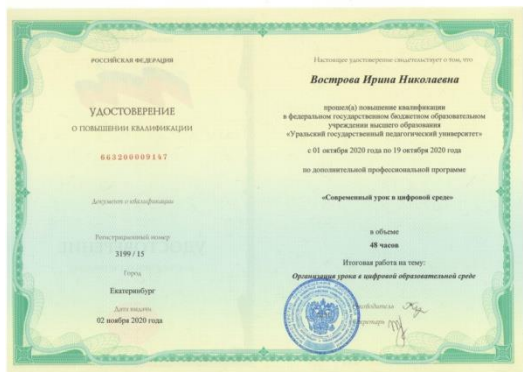 РОССИЙСКАЯ ФЕДЕРАЦИЯ
УДОСТОВЕРЕНИЕ
О ПОВЫШЕНИИ КВАЛИФИКАЦИИ
663200009147
Документ о квалификации
Регистрационный номер
3199 / 15
Город
Екатеринбург
Дата выдачи
02 ноября 2020 года
Настоящее удостоверение свидетельствует о том, что
Вострова Ирина Николаевна
прошел(а) повышение квалификации
в федеральном государственном бюджетном образовательном
учреждении высшего образования
«Уральский государственный педагогический университет»
с 01 октября 2020 года по 19 октября 2020 года
по дополнительной профессиональной программе
«Современный урок в цифровой среде»
в объеме
48 часов
Итоговая работа на тему:
Организация урока в цифровой образовательной среде
Руководитель
Секретарь